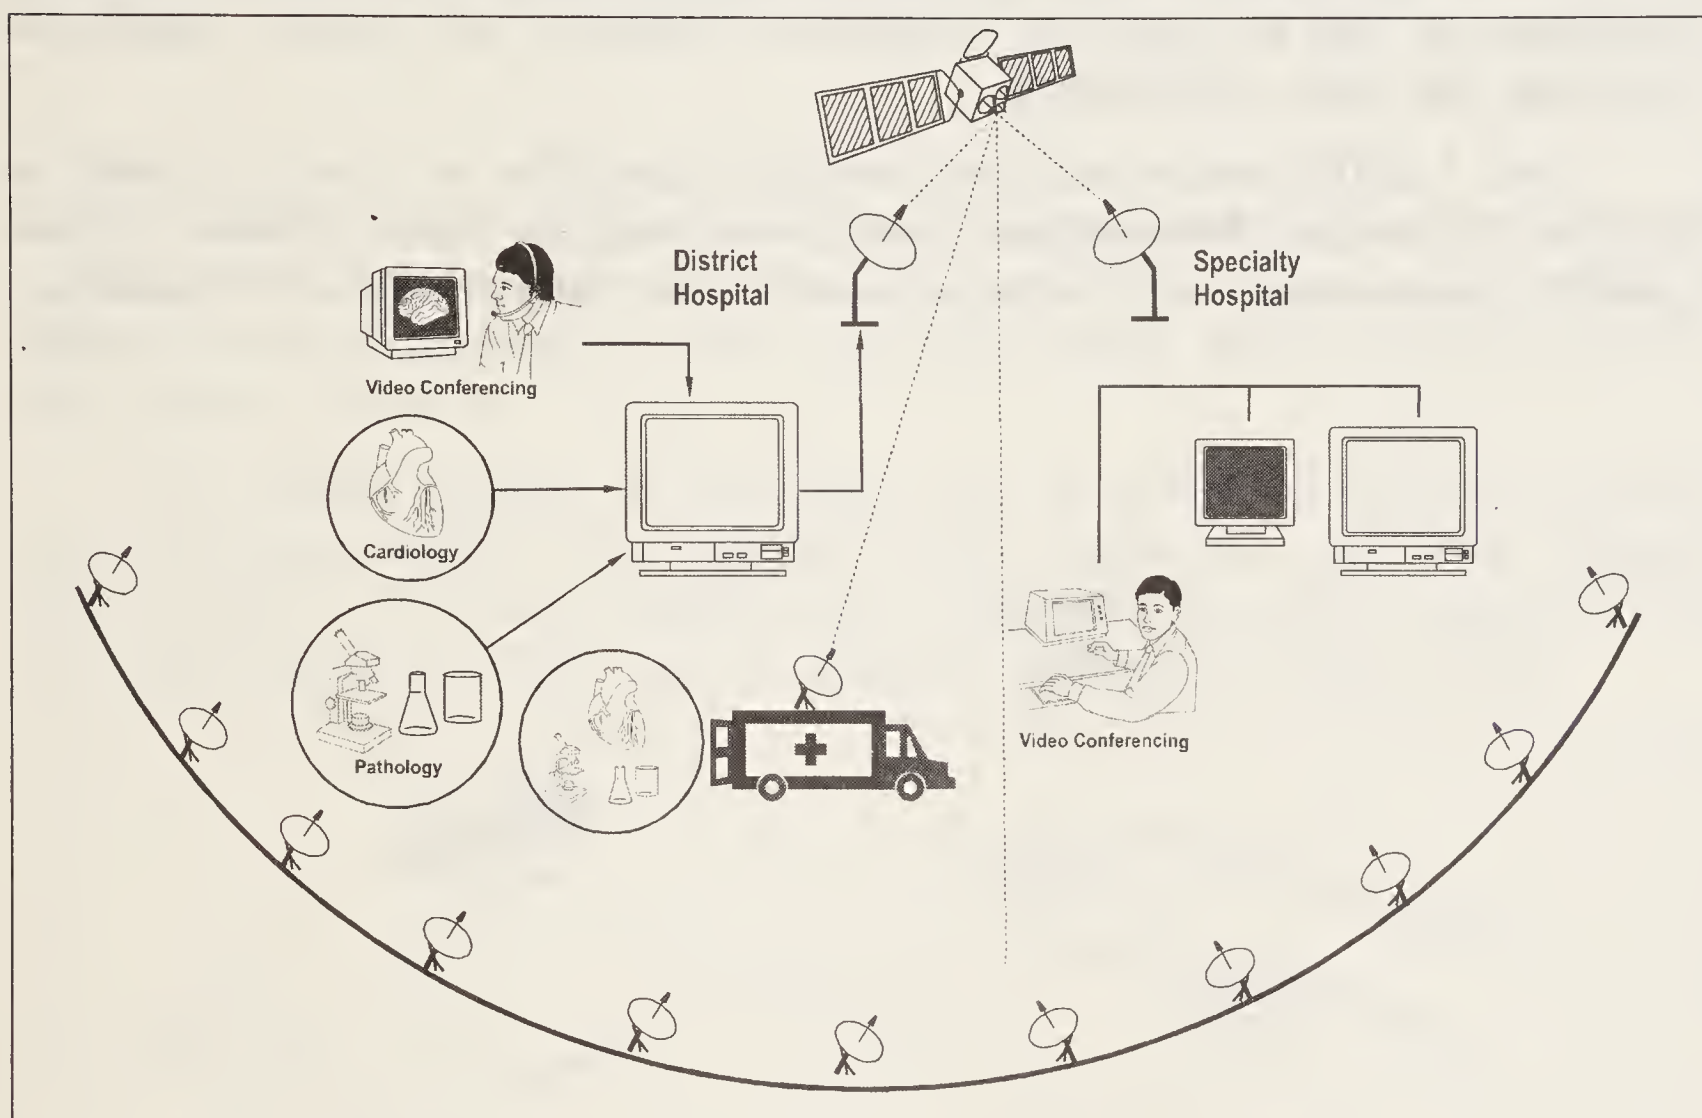 District
Hospital
Specialty
Hospital
Video Conferencing
Cardiology
Pathology
Video Conferencing